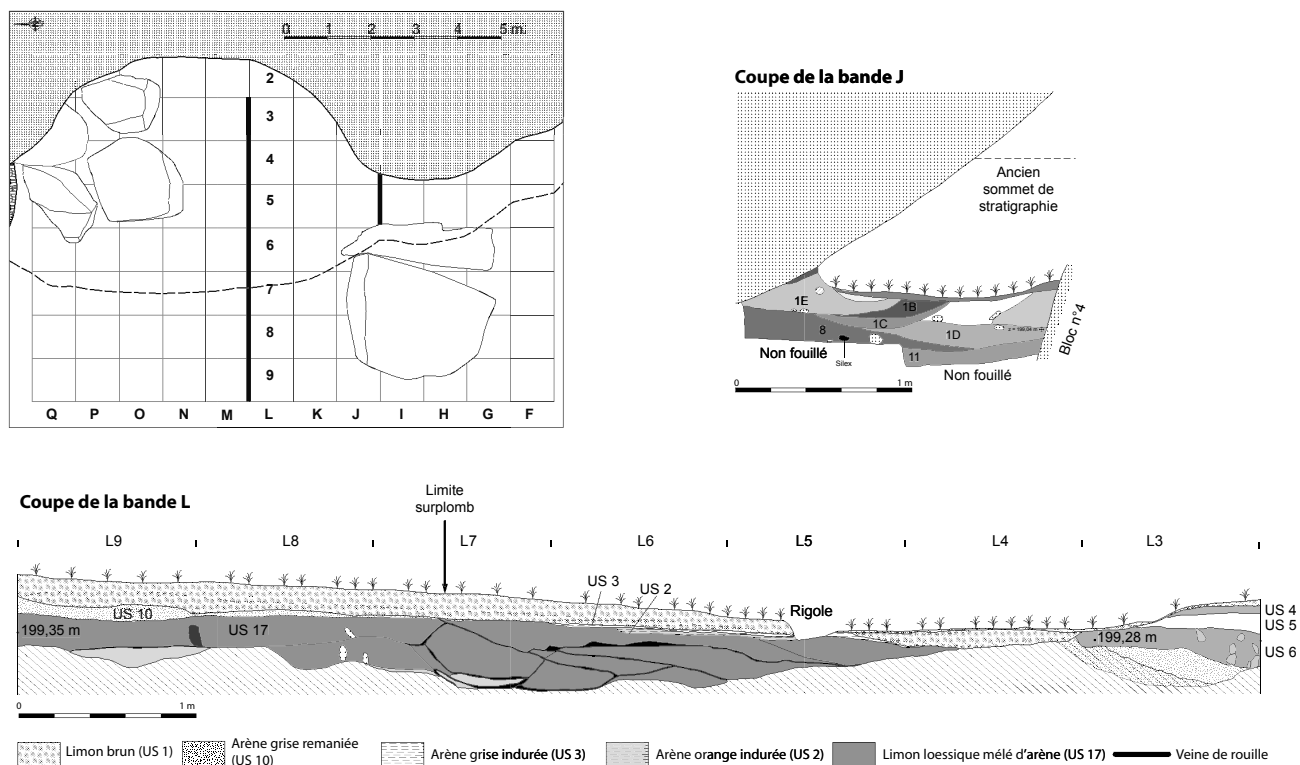 0 1 2 3 4 5 m.
2
3
4
5
6
7
8
9
Q P O N M L K J I H G F
Coupe de la bande J
Ancien
sommet de
stratigraphie
1E
1B
1C
8
1D
z = 199,04 m
11
Bloc n°4
Non fouillé
Silex
Non fouillé
0 1 m
Coupe de la bande L
Limite
surplomb
L9 L8 L7 L6 L5 L4 L3
US 3
US 2
Rigole
US 10
US 17
199,35 m
199,28 m
US 4
US 5
US 6
0 1 m
Limon brun (US 1)
Arène grise remaniée
(US 10)
Arène grise indurée (US 3)
Arène orange indurée (US 2)
Limon loessique mélé d'arène (US 17)
Veine de rouille